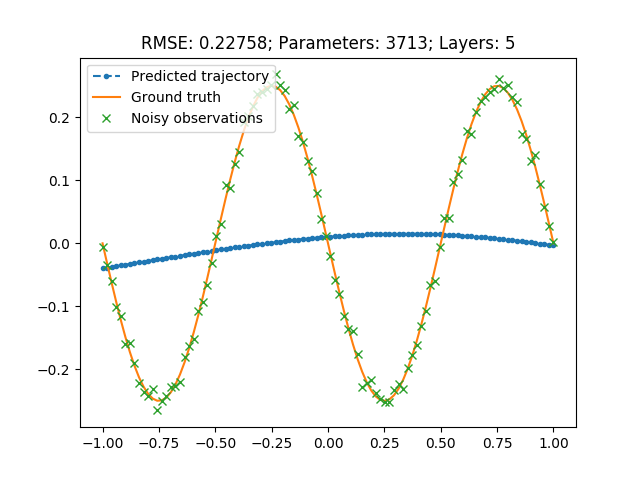 RMSE: 0.22758; Parameters: 3713; Layers: 5
Predicted trajectory
Ground truth
Noisy observations
0.2
0.1
0.0
−0.1
−0.2
−1.00 −0.75 −0.50 −0.25 0.00 0.25 0.50 0.75 1.00